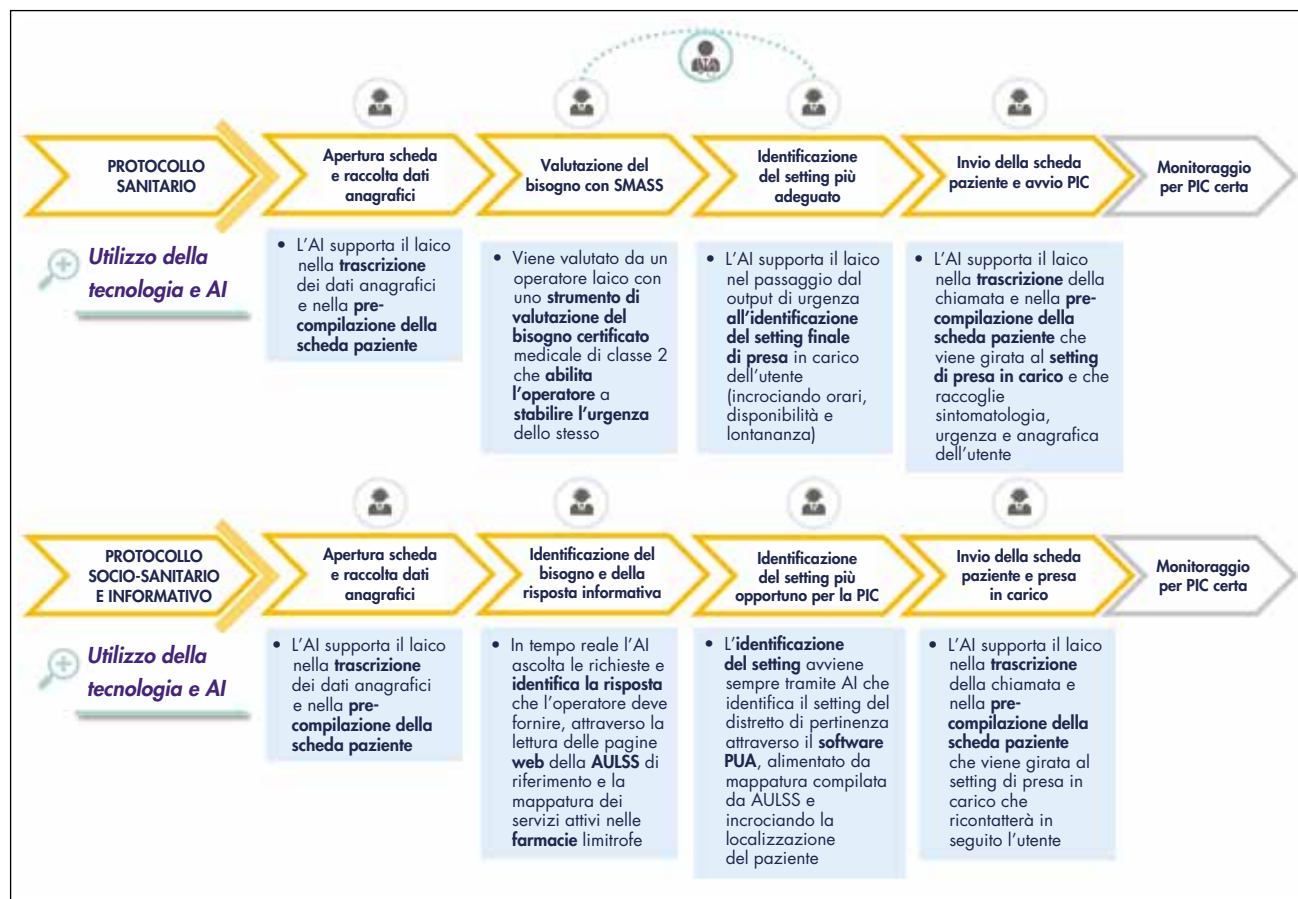 PROTOCOLLO
SANITARIO
Apertura scheda
e raccolta dati
anagrafici
Valutazione del
bisogno con SMASS
Identificazione
del setting più
adeguato
Invio della scheda
paziente e avvio PIC
Monitoraggio
per PIC certa
Utilizzo della
tecnologia e AI
• L’AI supporta il laico
nella trascrizione
dei dati anagrafici
e nella pre-
compilazione della
scheda paziente
• Viene valutato da un
operatore laico con
uno strumento di
valutazione del
bisogno certificato
medicale di classe 2
che abilita
l’operatore a
stabilire l’urgenza
dello stesso
• L’AI supporta il laico
nel passaggio dal
output di urgenza
all’identificazione
del setting finale
di presa in carico
dell’utente
(incrociando orari,
disponibilità e
lontananza)
• L’AI supporta il laico
nella trascrizione della
chiamata e nella pre-
compilazione della
scheda paziente che
viene girata al setting
di presa in carico e che
raccoglie
sintomatologia,
urgenza e anagrafica
dell’utente
PROTOCOLLO
SOCIO-SANITARIO
E INFORMATIVO
Apertura scheda
e raccolta dati
anagrafici
Identificazione del
bisogno e della
risposta informativa
Identificazione
del setting più
opportuno per la PIC
Invio della scheda
paziente e presa
in carico
Monitoraggio
per PIC certa
Utilizzo della
tecnologia e AI
• L’AI supporta il laico
nella trascrizione
dei dati anagrafici
e nella pre-
compilazione della
scheda paziente
• In tempo reale l’AI
ascolta le richieste e
identifica la risposta
che l’operatore deve
fornire, attraverso la
lettura delle pagine
web della AULSS di
riferimento e la
mappatura dei
servizi attivi nelle
farmacie limitrofe
• L’identificazione
del setting avviene
sempre tramite AI che
identifica il setting del
distretto di pertinenza
attraverso il software
PUA, alimentato da
mappatura compilata
da AULSS e
incrociando la
localizzazione
del paziente
• L’AI supporta il laico
nella trascrizione
della chiamata e
nella pre-
compilazione della
scheda paziente
che viene girata al
setting di presa in
carico che
ricontatterà in
seguito l’utente